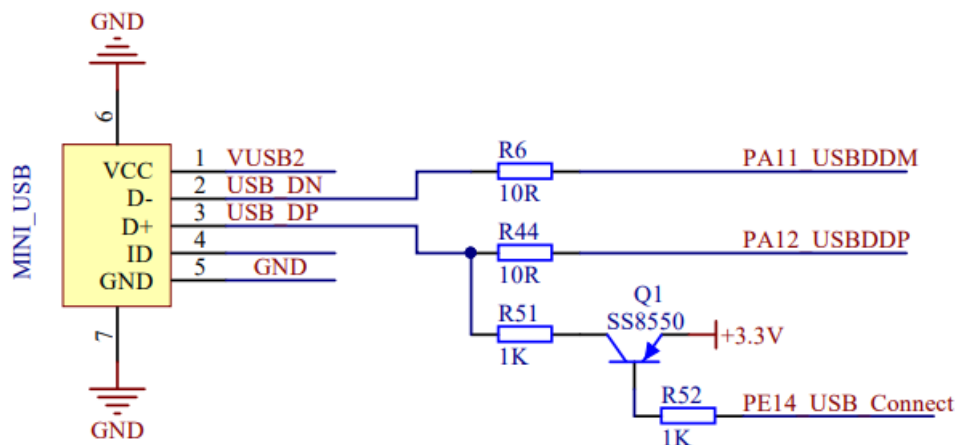 GND
6
MINI_USB
VCC 1 VUSB2
D- 2 USB_DN
D+ 3 USB_DP
ID 4
GND 5 GND
7
GND
R6
10R
PA11_USBDDM
R44
10R
PA12_USBDDP
R51
1K
Q1
SS8550
+3.3V
R52
1K
PE14_USB_Connect